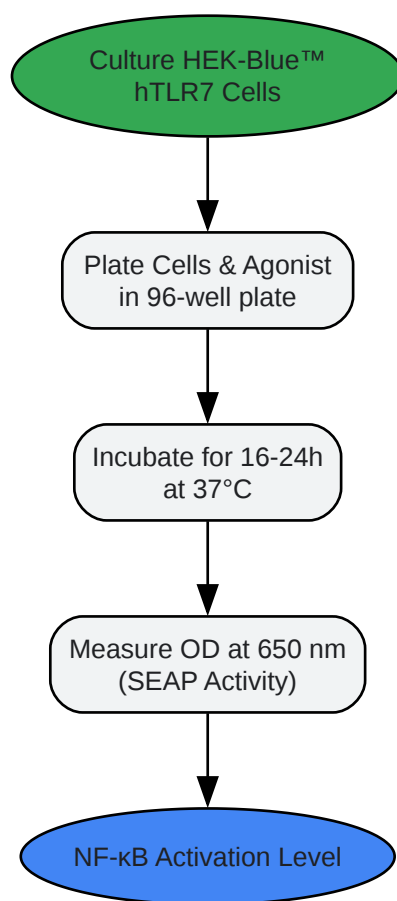 Culture HEK-Blue™
hTLR7 Cells
Plate Cells & Agonist
in 96-well plate
Incubate for 16-24h
at 37°C
Measure OD at 650 nm
(SEAP Activity)
NF-κB Activation Level